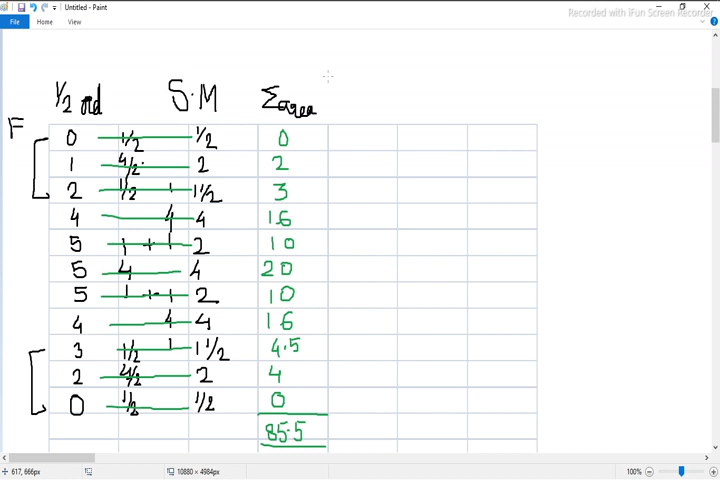 Untitled - Paint
Recorded with iFun Screen Recorder
File Home View
1/2 ord S.M Σarea
F
0 1/2 1/2 0
1 4/2 2 2
2 1/2 1 1 1/2 3
4 4 4 16
5 1 + 1 2 10
5 4 4 20
5 1 + 1 2 10
4 4 4 16
3 1/2 1 1 1/2 4.5
2 4/2 2 4
0 1/2 1/2 0
85.5
617, 666px 10880 × 4984px 100%